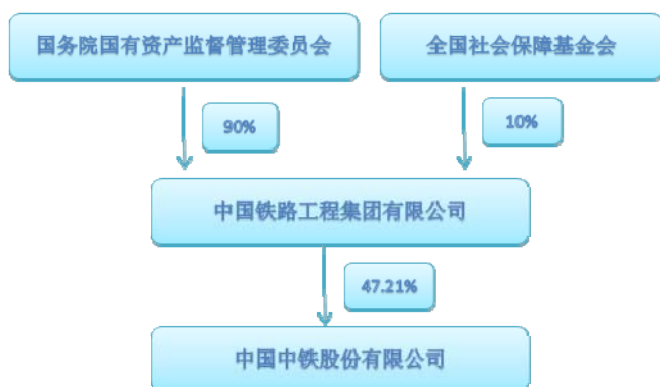 国务院国有资产监督管理委员会
全国社会保障基金会
90%
10%
中国铁路工程集团有限公司
47.21%
中国中铁股份有限公司